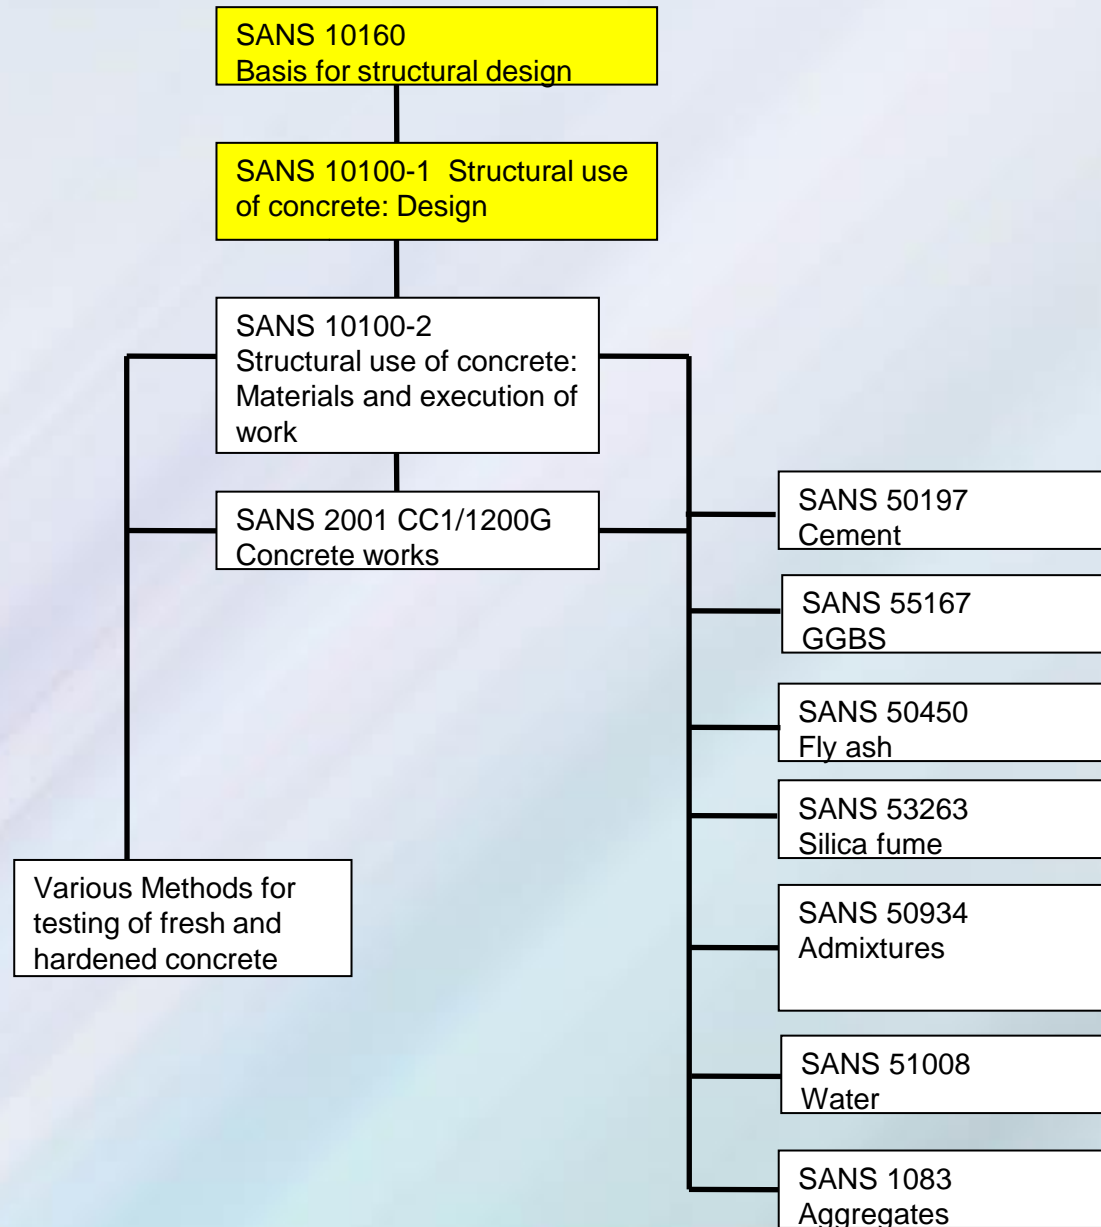 SANS 10160
Basis for structural design
SANS 10100-1 Structural use
of concrete: Design
SANS 10100-2
Structural use of concrete:
Materials and execution of
work
SANS 2001 CC1/1200G
Concrete works
SANS 50197
Cement
SANS 55167
GGBS
SANS 50450
Fly ash
SANS 53263
Silica fume
Various Methods for
testing of fresh and
hardened concrete
SANS 50934
Admixtures
SANS 51008
Water
SANS 1083
Aggregates